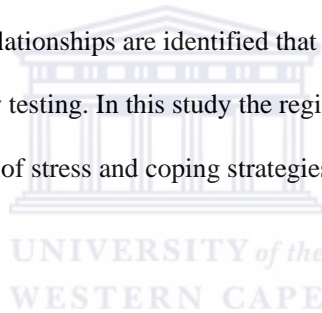 lationships are identified that
testing. In this study the regi
of stress and coping strategies
UNIVERSITY of the
WESTERN CAPE